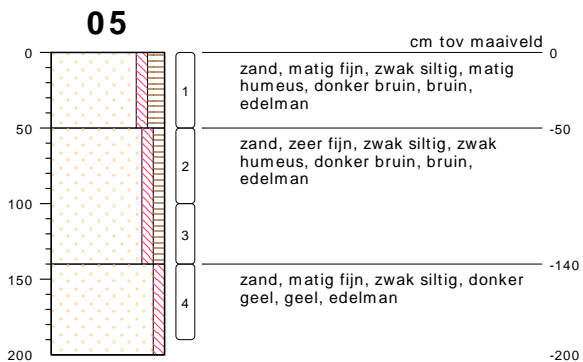 05
cm tov maaiveld
0
0
zand, matig fijn, zwak siltig, matig
humeus, donker bruin, bruin,
edelman
1
50
-50
zand, zeer fijn, zwak siltig, zwak
humeus, donker bruin, bruin,
edelman
2
100
3
-140
150
zand, matig fijn, zwak siltig, donker
geel, geel, edelman
4
200
-200